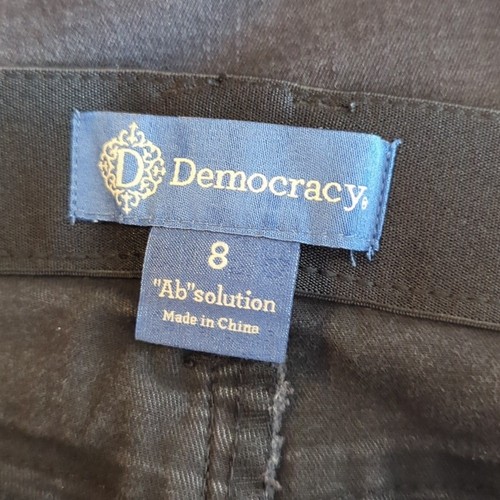 D Democracy®
8
"Ab"solution
Made in China